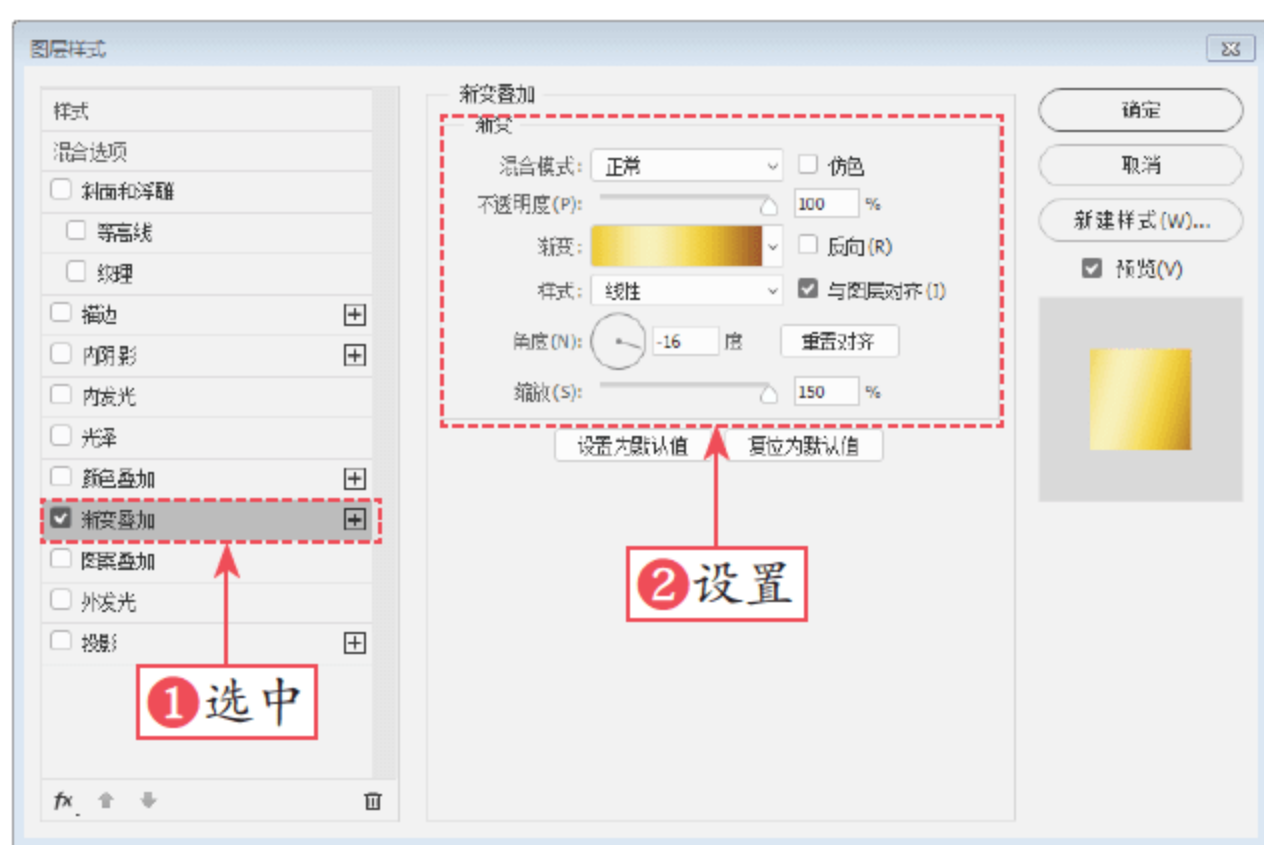 图层样式
样式
混合选项
斜面和浮雕
等高线
纹理
描边
内阴影
内发光
光泽
颜色叠加
渐变叠加
图案叠加
外发光
投影
❶选中
fx
渐变叠加
渐变
混合模式: 正常 仿色
不透明度(P): 100 %
渐变: 反向(R)
样式: 线性 与图层对齐(I)
角度(N): -16 度 重置对齐
缩放(S): 150 %
设置为默认值 复位为默认值
❷设置
确定
取消
新建样式(W)...
预览(V)